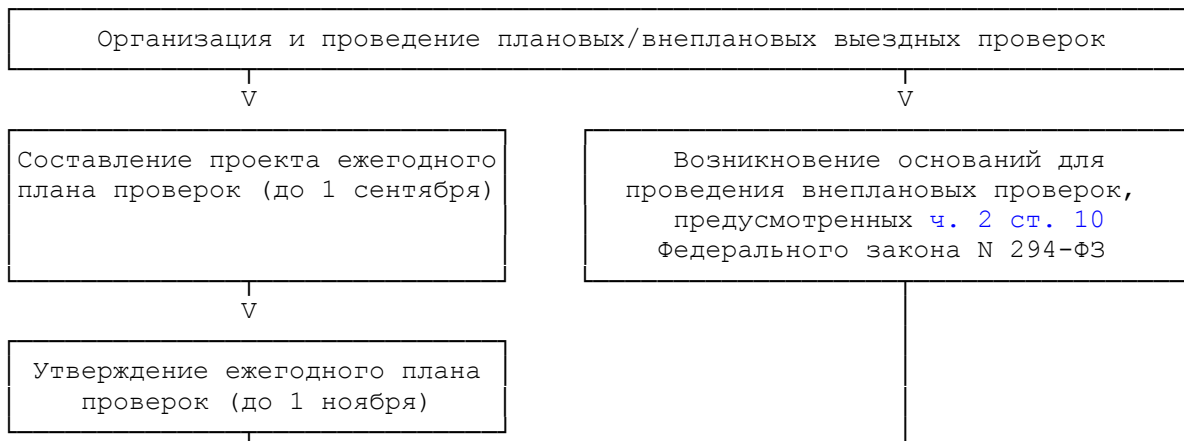 Организация и проведение плановых/внеплановых выездных проверок
V
V
Составление проекта ежегодного
плана проверок (до 1 сентября)
Возникновение оснований для
проведения внеплановых проверок,
предусмотренных ч. 2 ст. 10
Федерального закона N 294-ФЗ
V
Утверждение ежегодного плана
проверок (до 1 ноября)